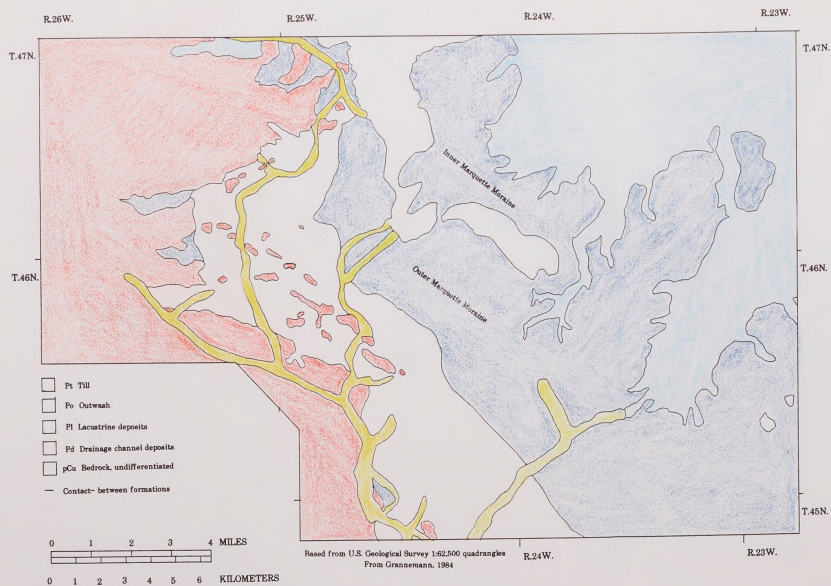 R.26W.
R.25W.
R.24W.
R.23W.
T.47N.
T.47N.
Inner Marquette Moraine
T.46N.
T.46N.
Outer Marquette Moraine
Pt Till
Po Outwash
Pl Lacustrine deposits
Pd Drainage channel deposits
pCu Bedrock, undifferentiated
— Contact- between formations
T.45N.
0 1 2 3 4 MILES
0 1 2 3 4 5 6 KILOMETERS
Based from U.S. Geological Survey 1:62,500 quadrangles
From Grannemann, 1984
R.24W.
R.23W.